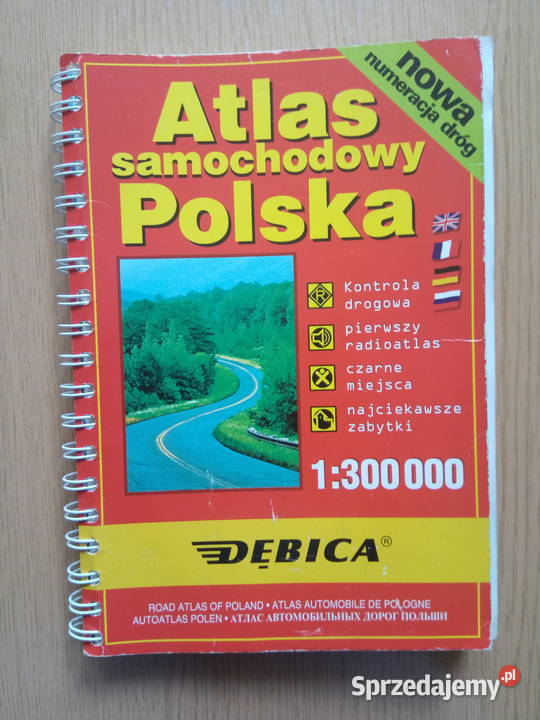 nowa
numeracja dróg
Atlas
samochodowy
Polska
R
Kontrola
drogowa
pierwszy
radioatlas
czarne
miejsca
najciekawsze
zabytki
1:300 000
DĘBICA®
ROAD ATLAS OF POLAND • ATLAS AUTOMOBILE DE POLOGNE
AUTOATLAS POLEN • АТЛАС АВТОМОБИЛЬНЫХ ДОРОГ ПОЛЬШИ
Sprzedajemy.pl